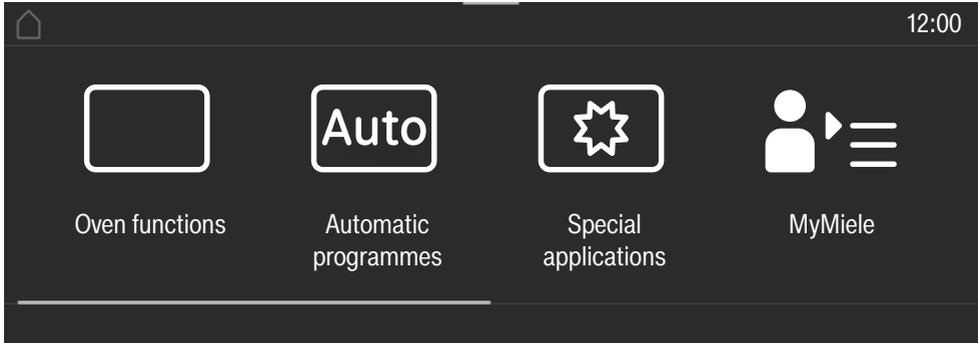 12:00
Auto
Oven functions
Automatic
programmes
Special
applications
MyMiele